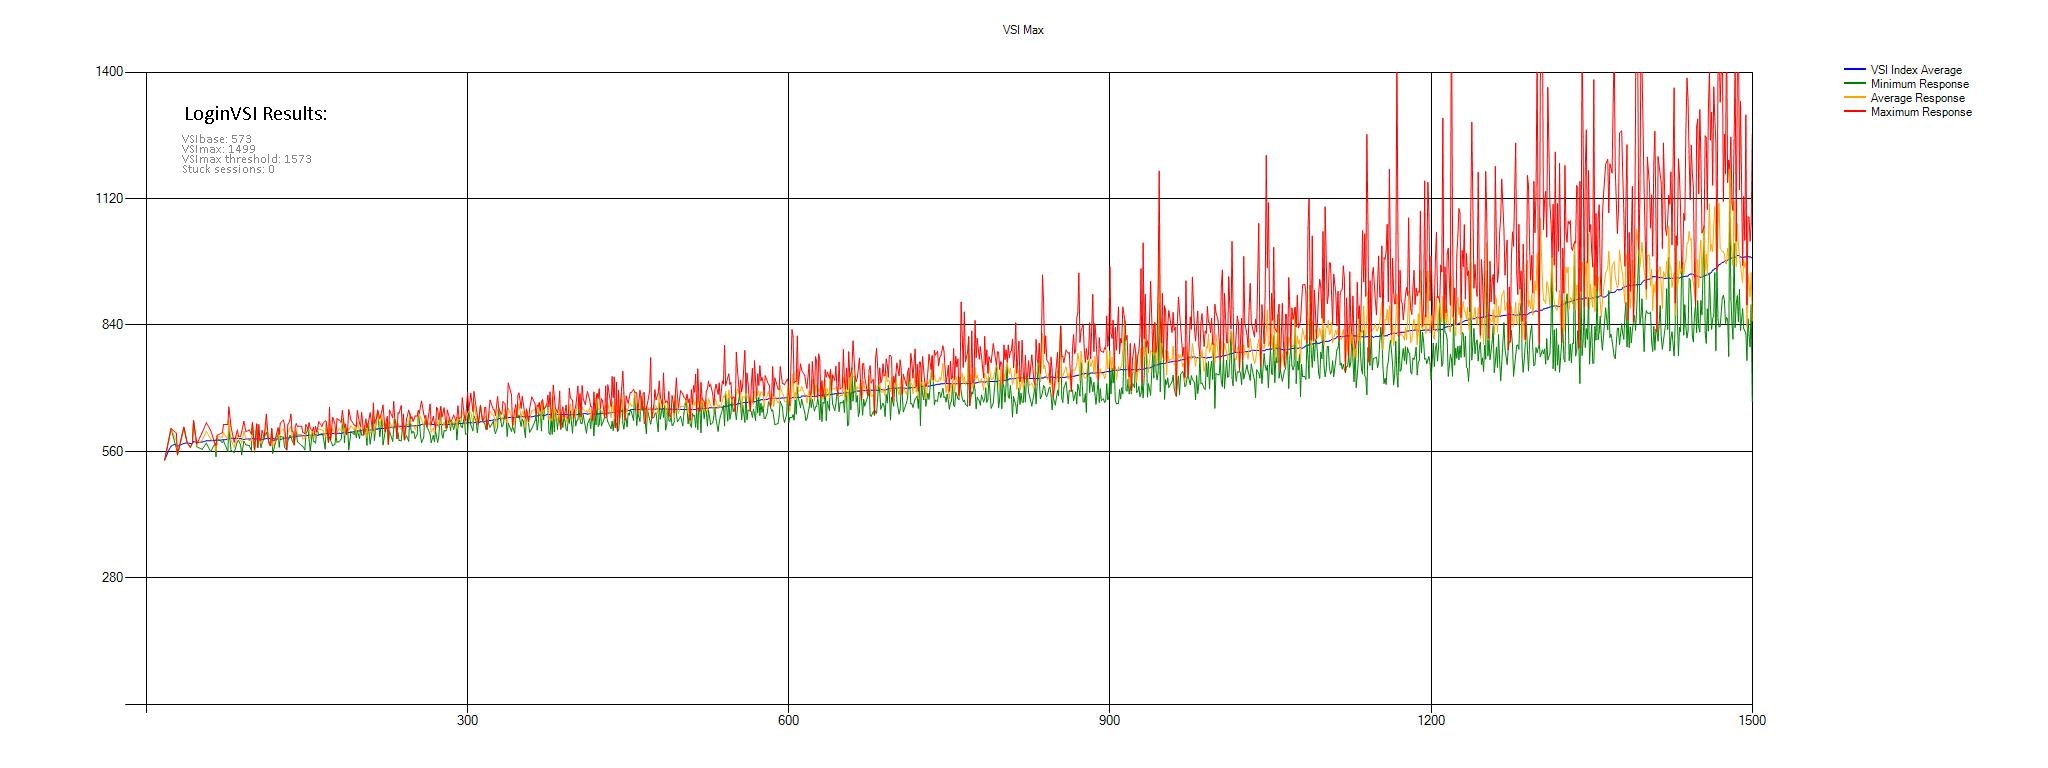 VSI Max
1400
1120
840
560
280
LoginVSI Results:
VSIbase: 573
VSImax: 1499
VSImax threshold: 1573
Stuck sessions: 0
VSI Index Average
Minimum Response
Average Response
Maximum Response
300
600
900
1200
1500